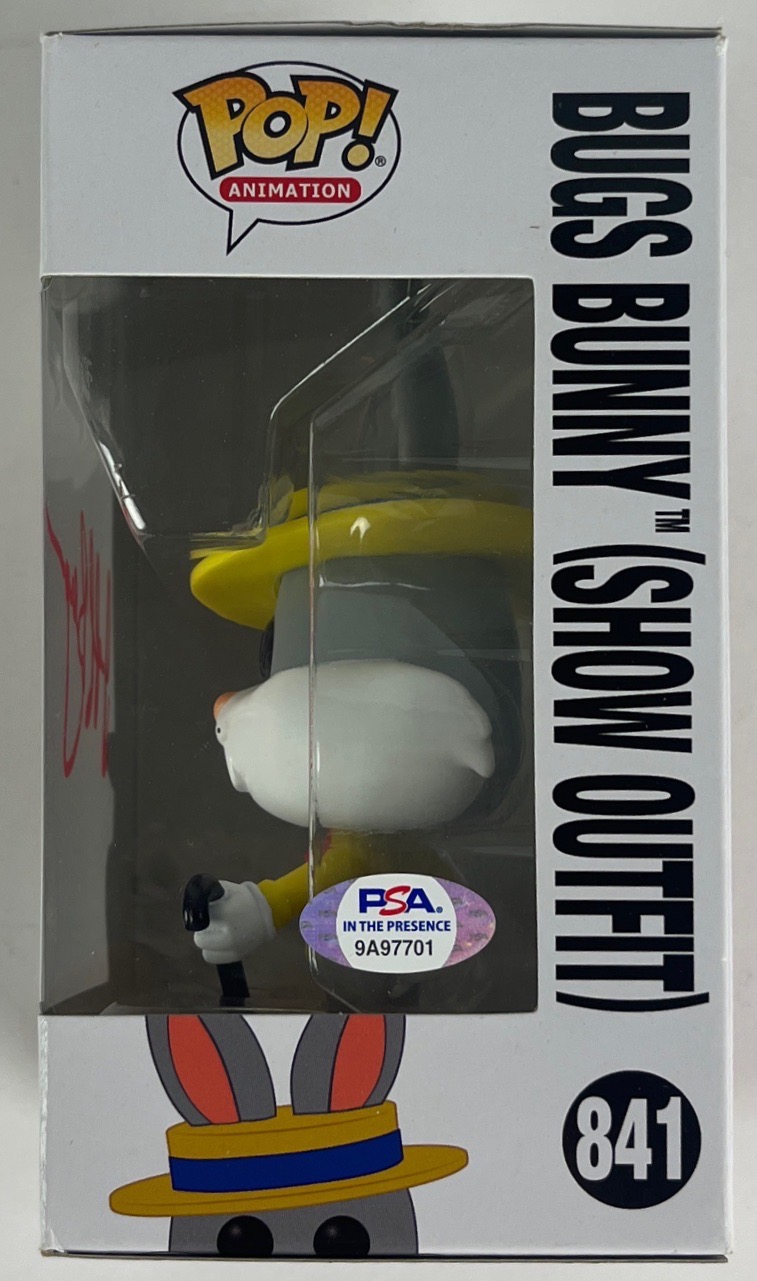 POP!®
ANIMATION
BUGS BUNNY™ (SHOW OUTFIT)
PSA®
IN THE PRESENCE
9A97701
841